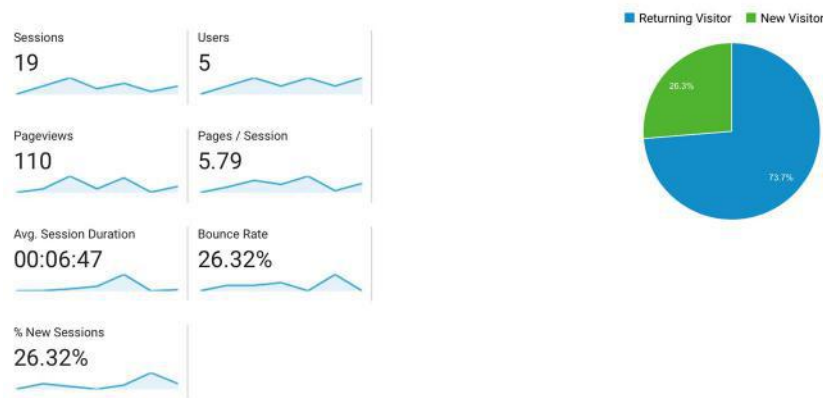 Returning Visitor New Visitor
Sessions
19
Users
5
Pageviews
110
Pages / Session
5.79
Avg. Session Duration
00:06:47
Bounce Rate
26.32%
% New Sessions
26.32%
26.3%
73.7%